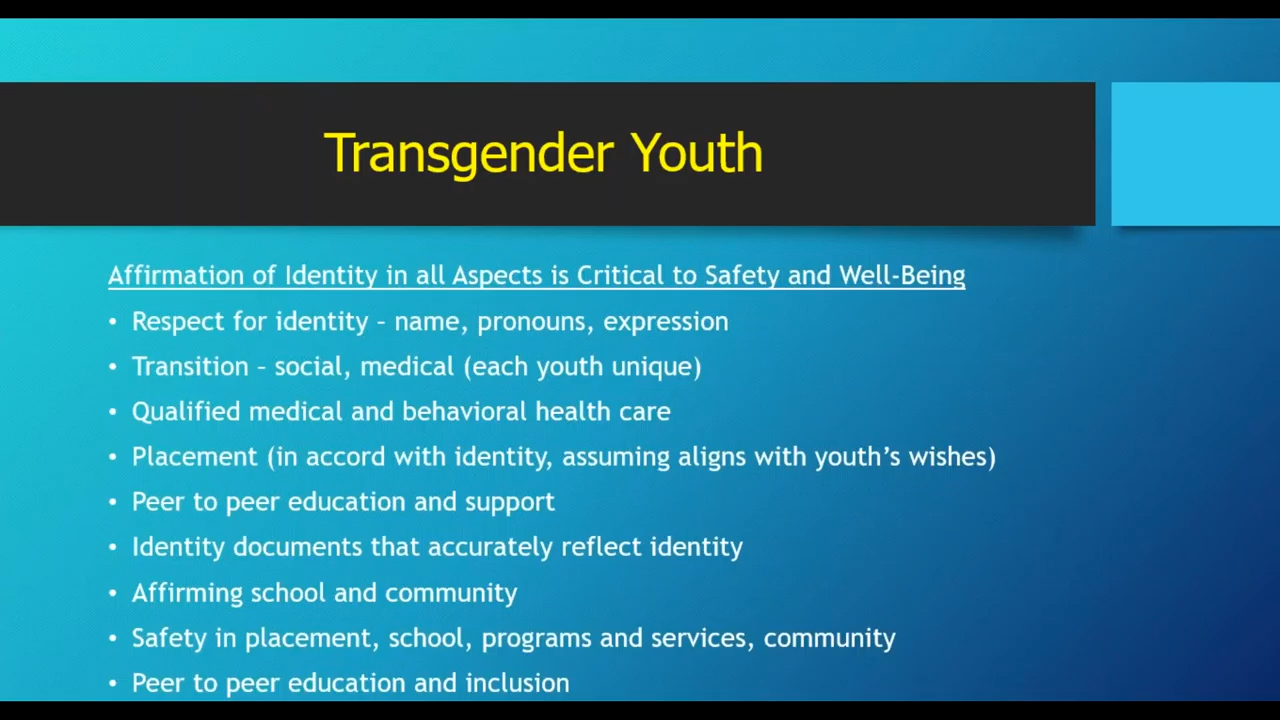 Transgender Youth
Affirmation of Identity in all Aspects is Critical to Safety and Well-Being
• Respect for identity – name, pronouns, expression
• Transition – social, medical (each youth unique)
• Qualified medical and behavioral health care
• Placement (in accord with identity, assuming aligns with youth’s wishes)
• Peer to peer education and support
• Identity documents that accurately reflect identity
• Affirming school and community
• Safety in placement, school, programs and services, community
• Peer to peer education and inclusion